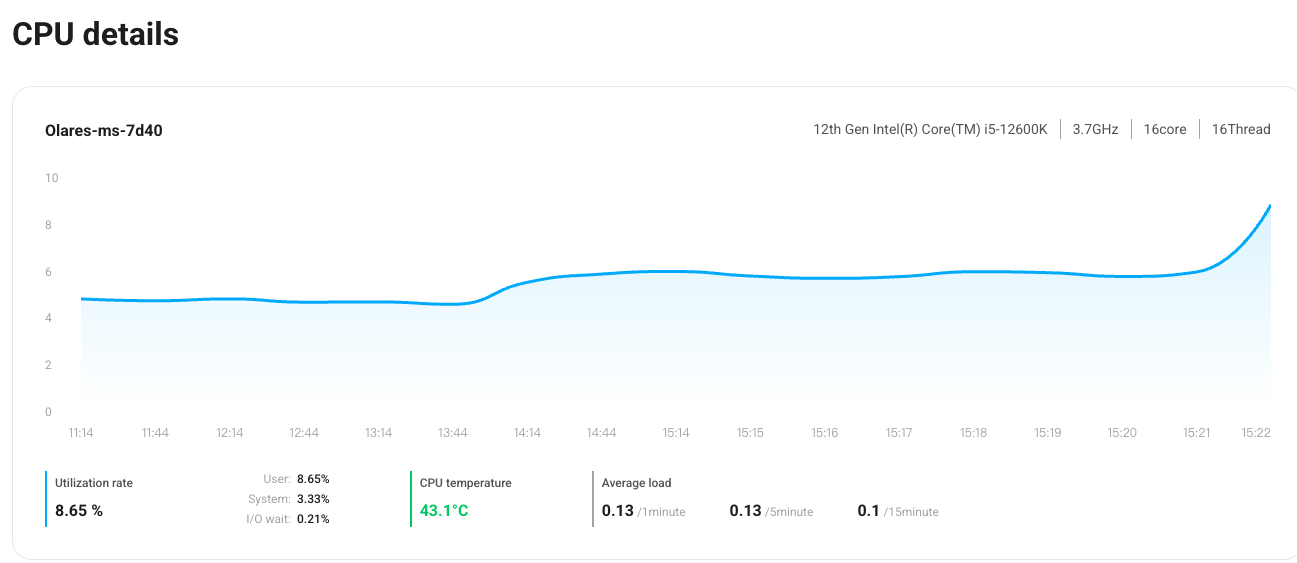 CPU details
Olares-ms-7d40
12th Gen Intel(R) Core(TM) i5-12600K
3.7GHz
16core
16Thread
10
8
6
4
2
0
11:14 11:44 12:14 12:44 13:14 13:44 14:14 14:44 15:14 15:15 15:16 15:17 15:18 15:19 15:20 15:21 15:22
Utilization rate
8.65 %
User: 8.65%
System: 3.33%
I/O wait: 0.21%
CPU temperature
43.1°C
Average load
0.13 /1minute 0.13 /5minute 0.1 /15minute